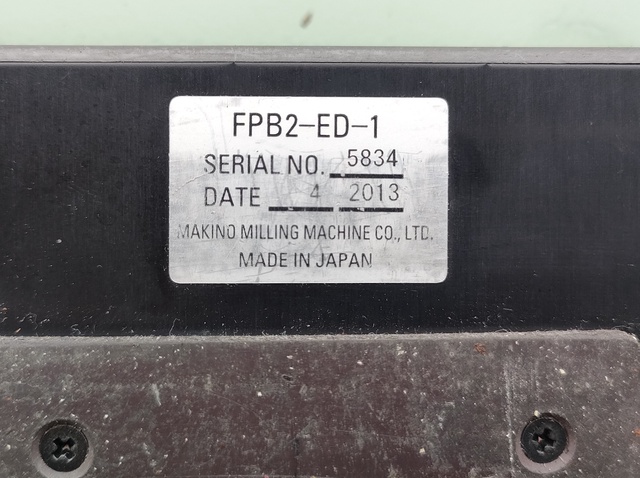 FPB2-ED-1
SERIAL NO. 5834
DATE 4 2013
MAKINO MILLING MACHINE CO., LTD.
MADE IN JAPAN